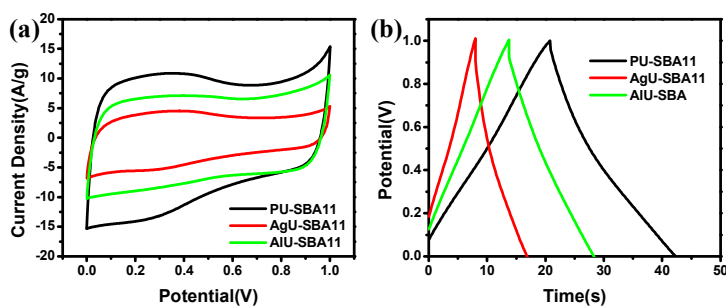 (a)
Current Density(A/g)
20
15
10
5
0
-5
-10
-15
-20
PU-SBA11
AgU-SBA11
AlU-SBA11
0.0 0.2 0.4 0.6 0.8 1.0
Potential(V)
(b)
Potential(V)
1.0
0.8
0.6
0.4
0.2
0.0
PU-SBA11
AgU-SBA11
AlU-SBA
0 10 20 30 40 50
Time(s)